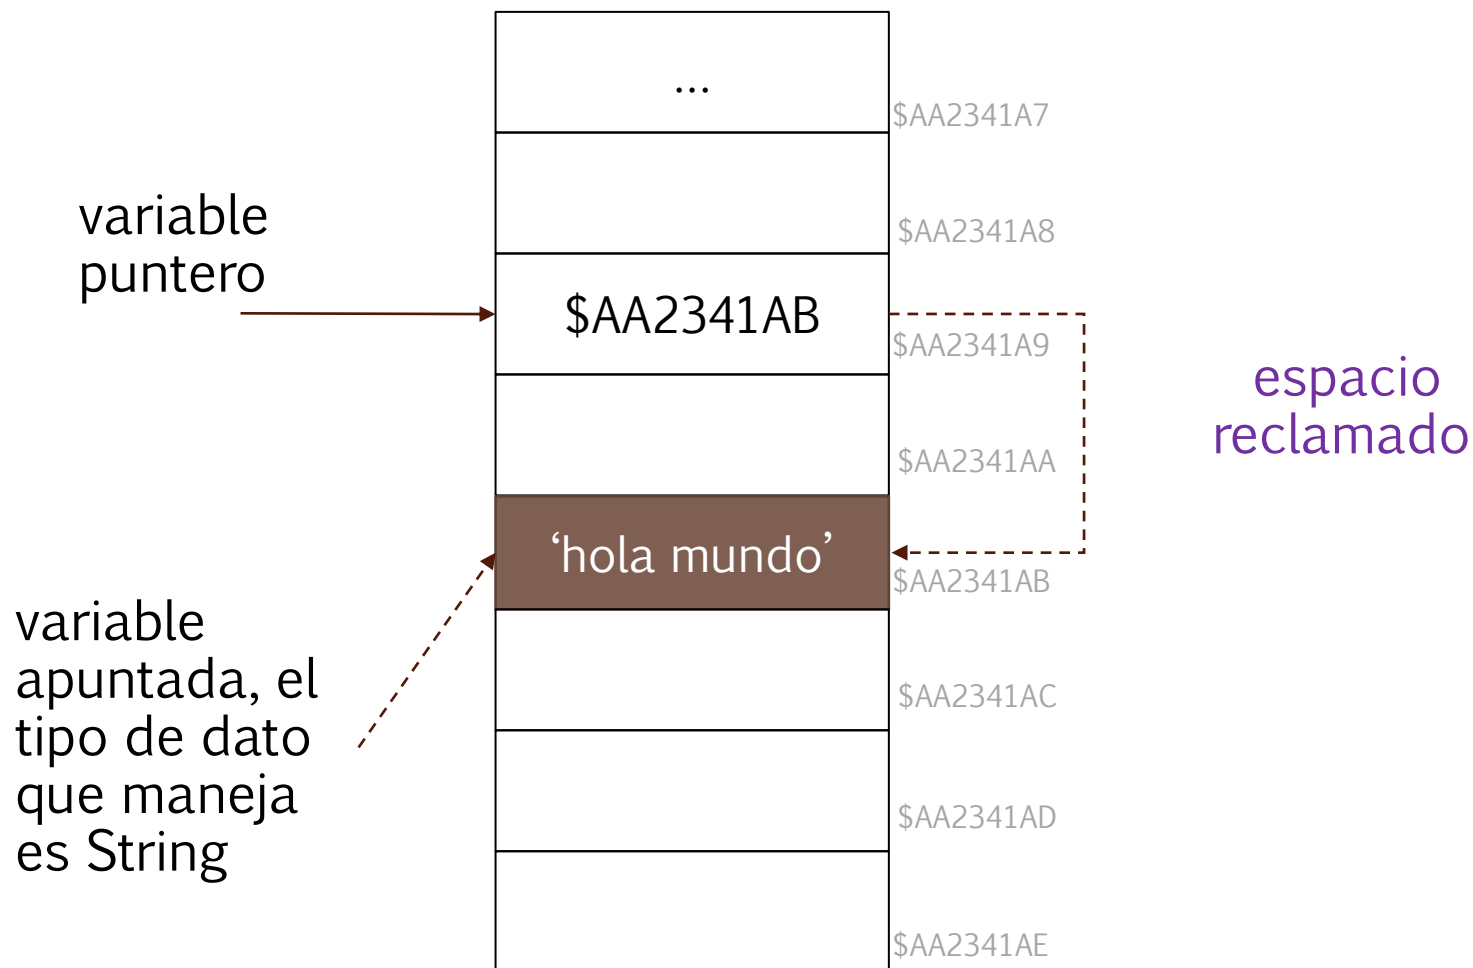 ...
$AA2341A7
variable
puntero
$AA2341A8
$AA2341AB
$AA2341A9
espacio
reclamado
$AA2341AA
‘hola mundo’
$AA2341AB
variable
apuntada, el
tipo de dato
que maneja
es String
$AA2341AC
$AA2341AD
$AA2341AE